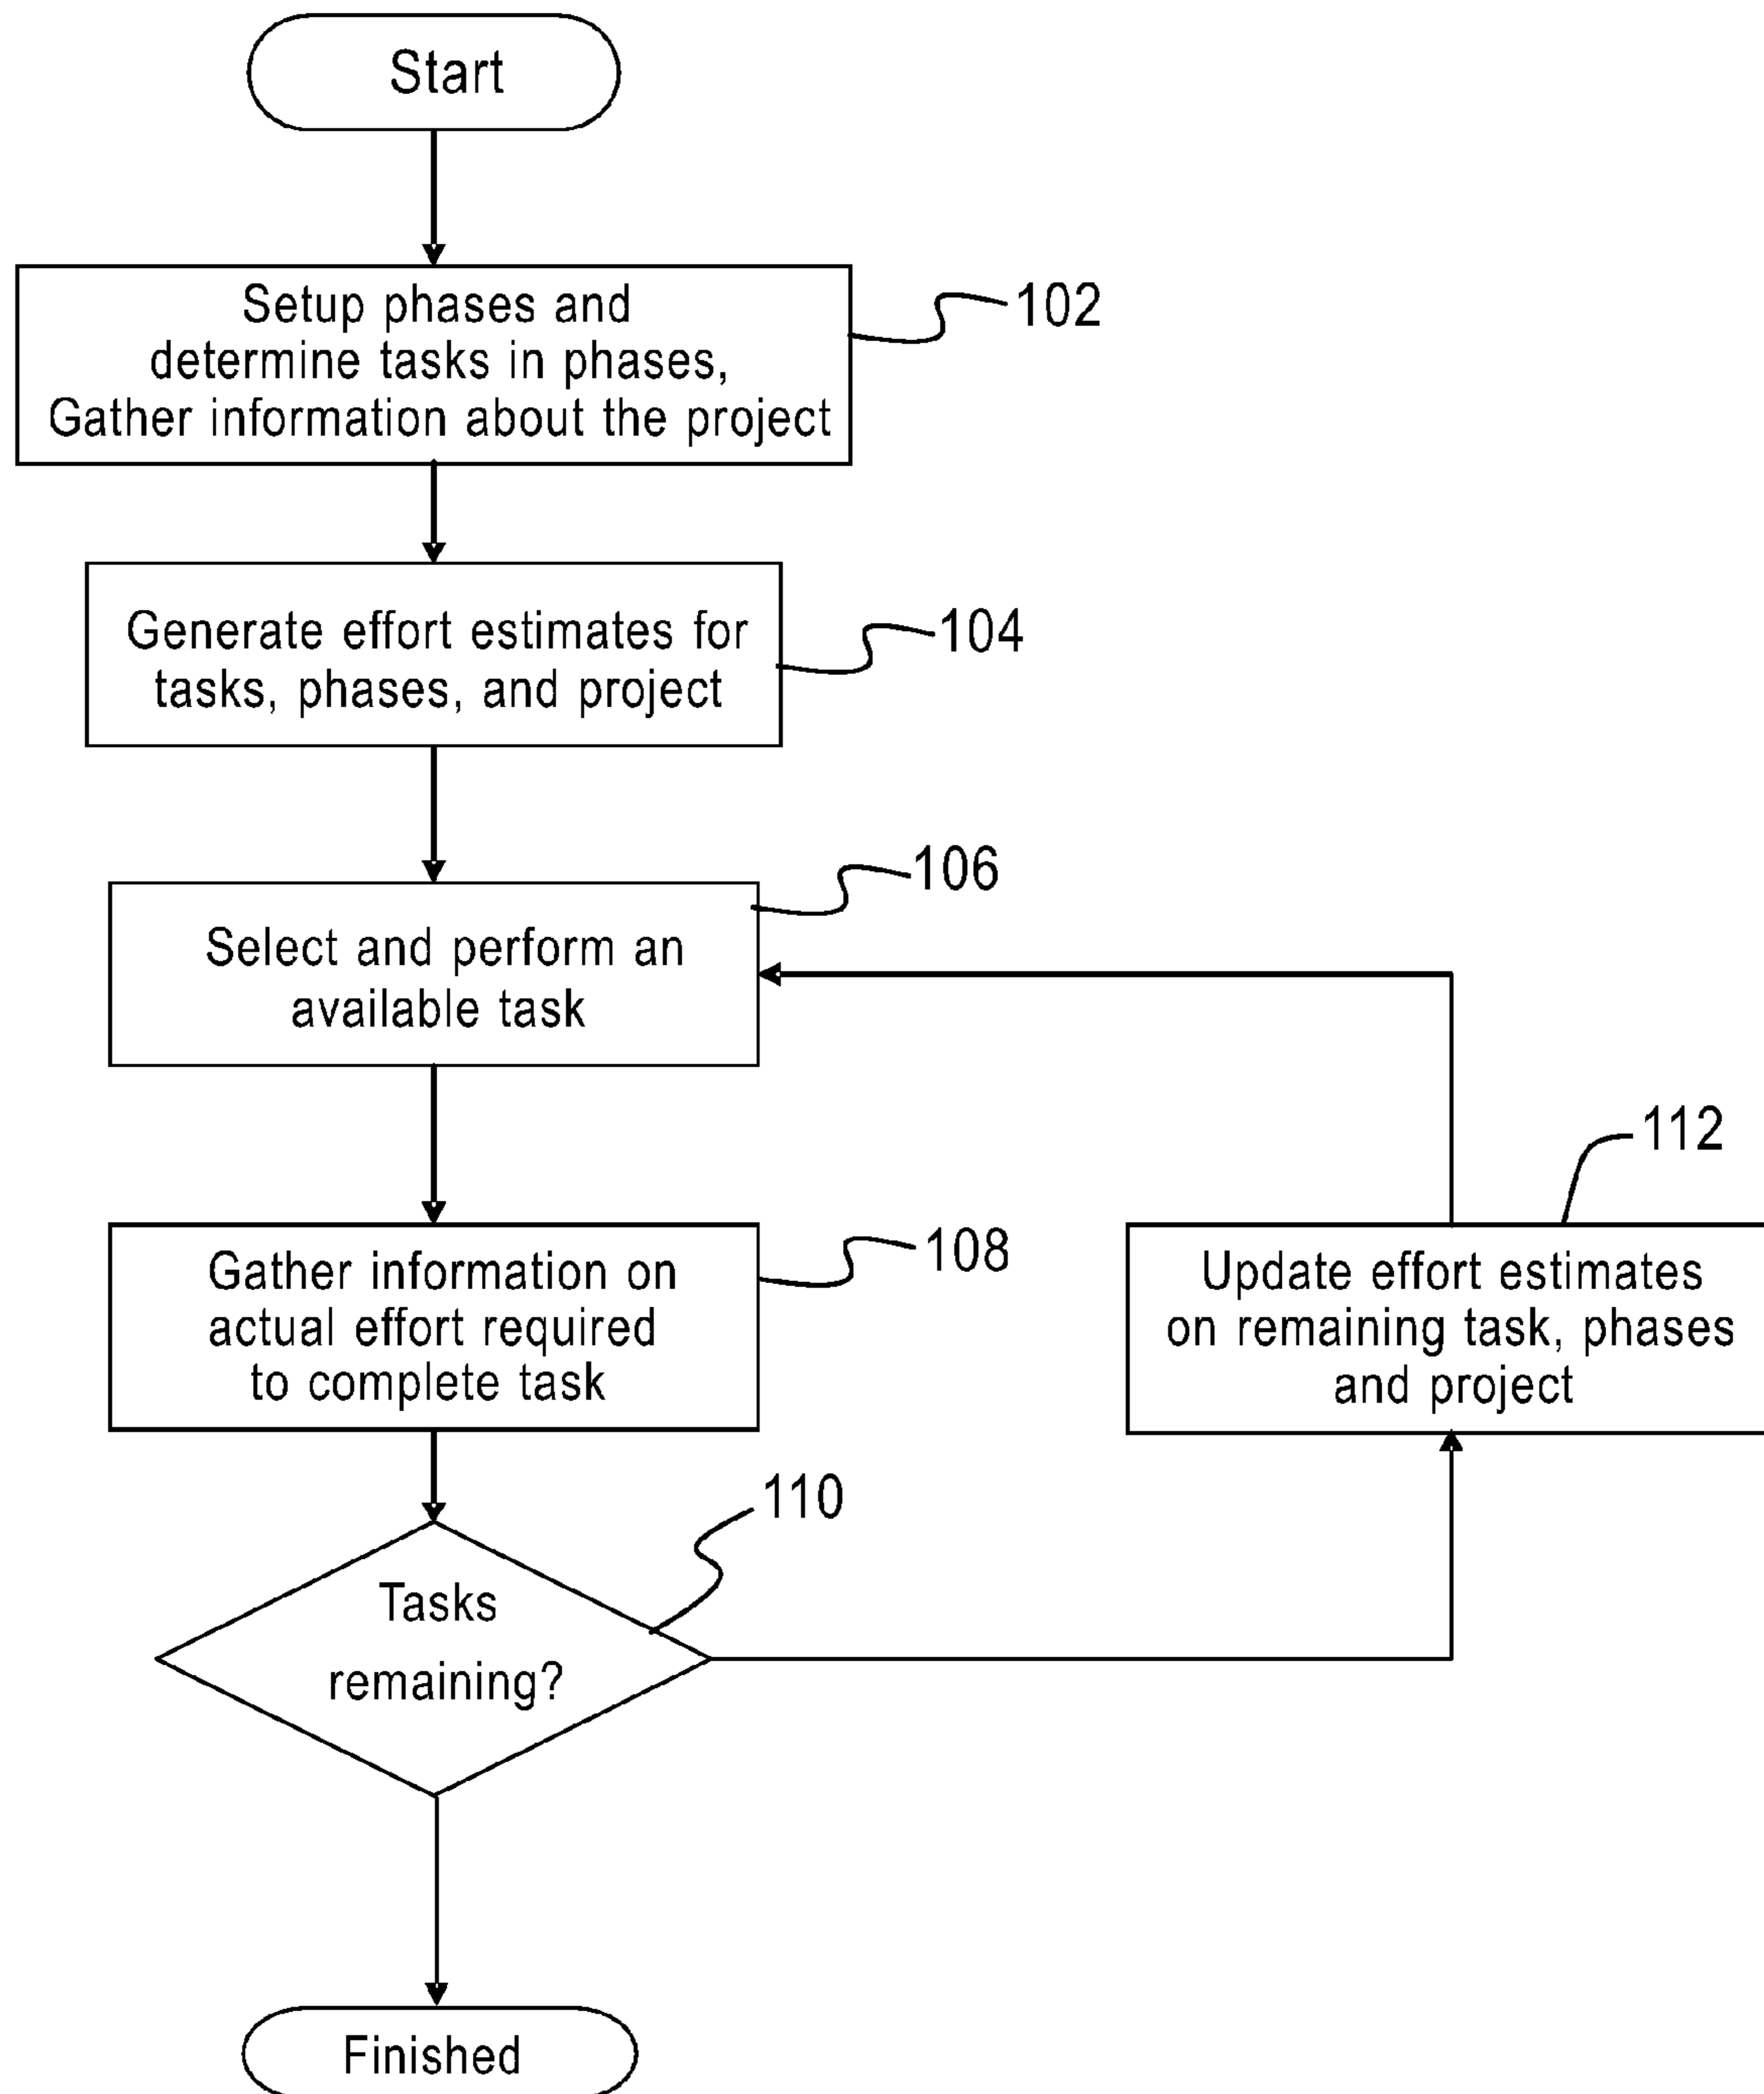 Start
Setup phases and
determine tasks in phases,
Gather information about the project
102
Generate effort estimates for
tasks, phases, and project
104
106
Select and perform an
available task
112
108
Gather information on
actual effort required
to complete task
Update effort estimates
on remaining task, phases
and project
110
Tasks
remaining?
Finished